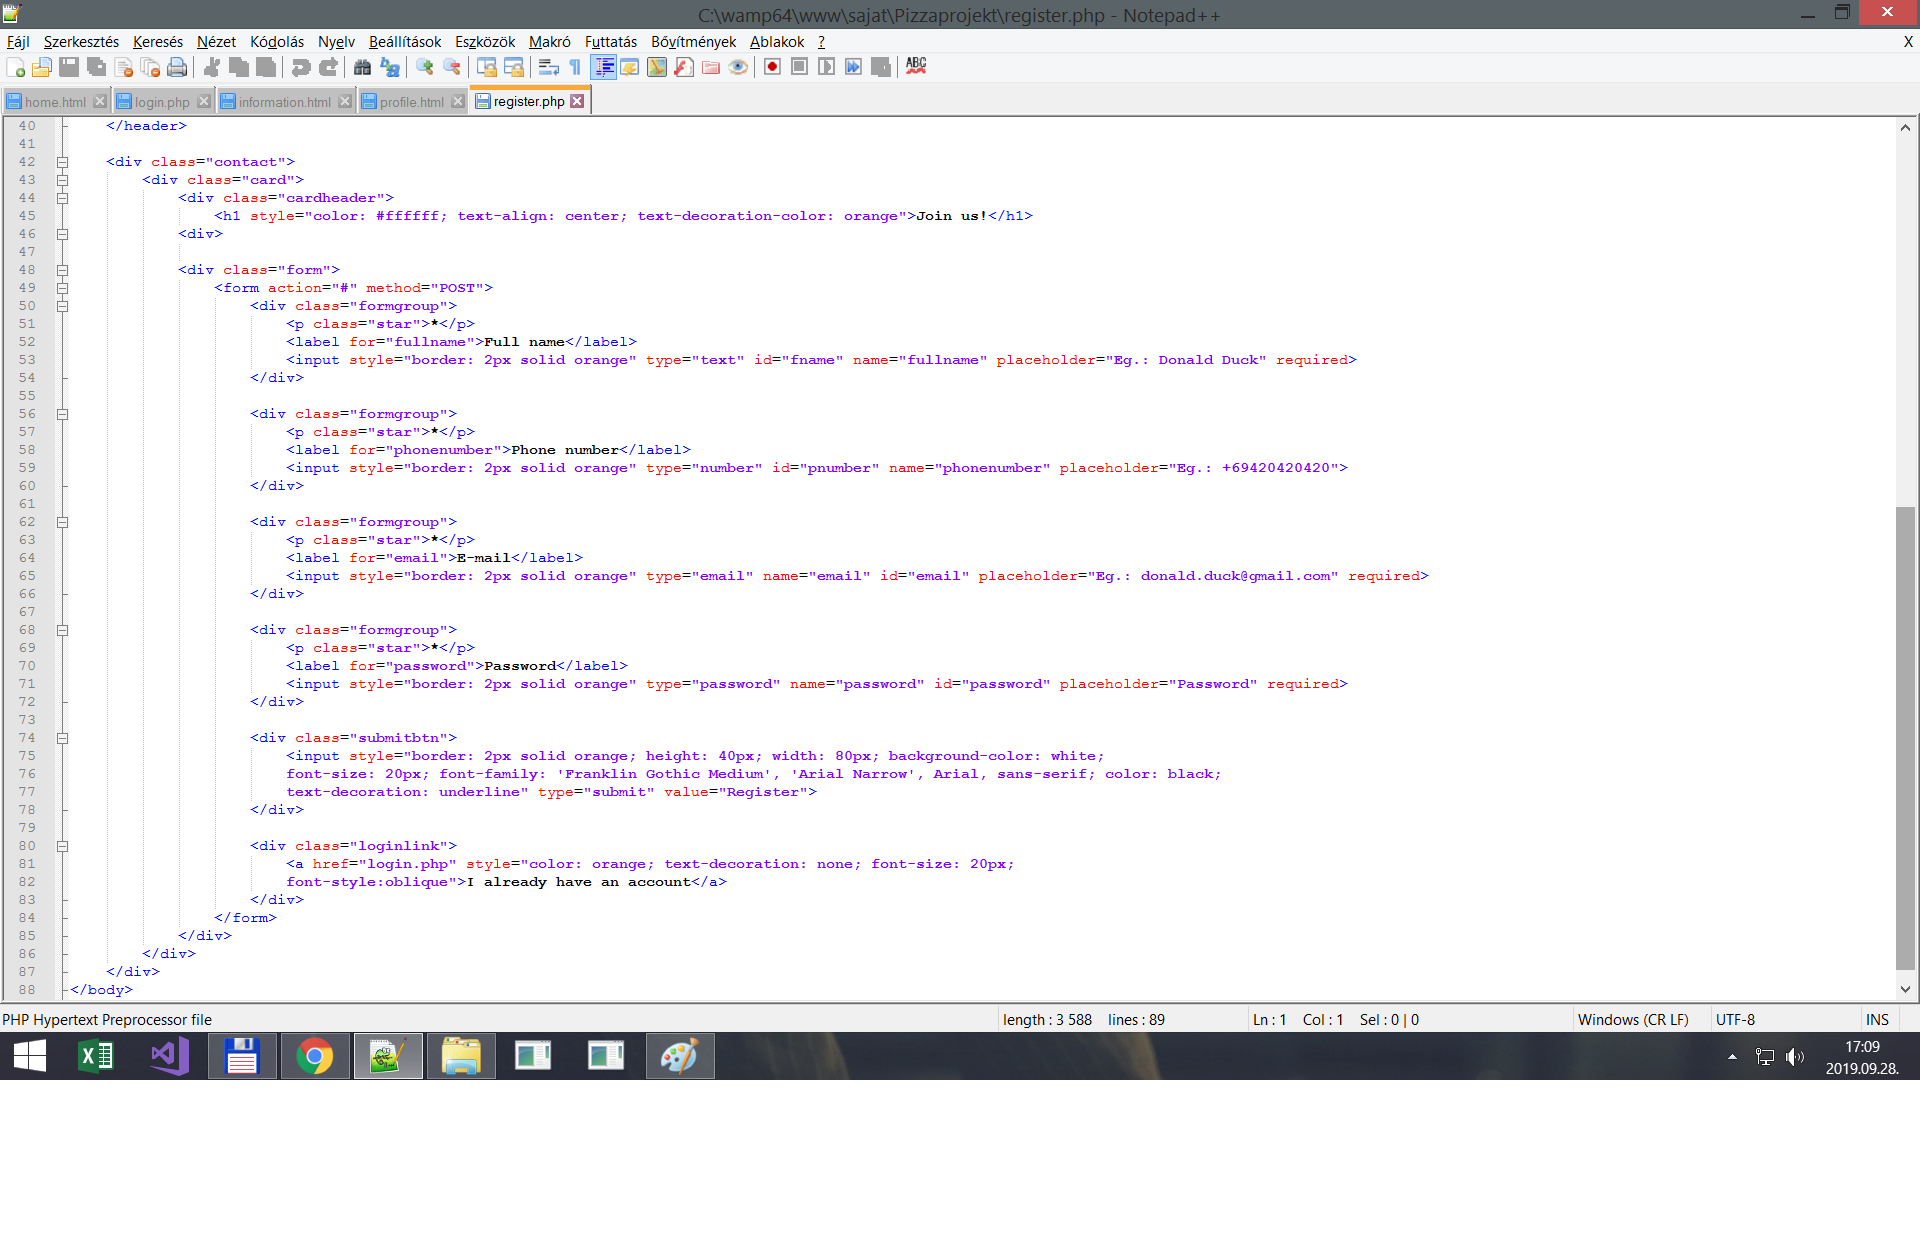 C:\wamp64\www\sajat\Pizzaprojekt\register.php - Notepad++
Fájl Szerkesztés Keresés Nézet Kódolás Nyelv Beállítások Eszközök Makró Futtatás Bővítmények Ablakok ? X
ABC
home.html login.php information.html profile.html register.php
40 </header>
41
42 <div class="contact">
43 <div class="card">
44 <div class="cardheader">
45 <h1 style="color: #ffffff; text-align: center; text-decoration-color: orange">Join us!</h1>
46 <div>
47
48 <div class="form">
49 <form action="#" method="POST">
50 <div class="formgroup">
51 <p class="star">*</p>
52 <label for="fullname">Full name</label>
53 <input style="border: 2px solid orange" type="text" id="fname" name="fullname" placeholder="Eg.: Donald Duck" required>
54 </div>
55
56 <div class="formgroup">
57 <p class="star">*</p>
58 <label for="phonenumber">Phone number</label>
59 <input style="border: 2px solid orange" type="number" id="pnumber" name="phonenumber" placeholder="Eg.: +69420420420">
60 </div>
61
62 <div class="formgroup">
63 <p class="star">*</p>
64 <label for="email">E-mail</label>
65 <input style="border: 2px solid orange" type="email" name="email" id="email" placeholder="Eg.: donald.duck@gmail.com" required>
66 </div>
67
68 <div class="formgroup">
69 <p class="star">*</p>
70 <label for="password">Password</label>
71 <input style="border: 2px solid orange" type="password" name="password" id="password" placeholder="Password" required>
72 </div>
73
74 <div class="submitbtn">
75 <input style="border: 2px solid orange; height: 40px; width: 80px; background-color: white;
76 font-size: 20px; font-family: 'Franklin Gothic Medium', 'Arial Narrow', Arial, sans-serif; color: black;
77 text-decoration: underline" type="submit" value="Register">
78 </div>
79
80 <div class="loginlink">
81 <a href="login.php" style="color: orange; text-decoration: none; font-size: 20px;
82 font-style:oblique">I already have an account</a>
83 </div>
84 </form>
85 </div>
86 </div>
87 </div>
88 </body>
PHP Hypertext Preprocessor file length : 3 588 lines : 89 Ln : 1 Col : 1 Sel : 0 | 0 Windows (CR LF) UTF-8 INS
17:09
2019.09.28.